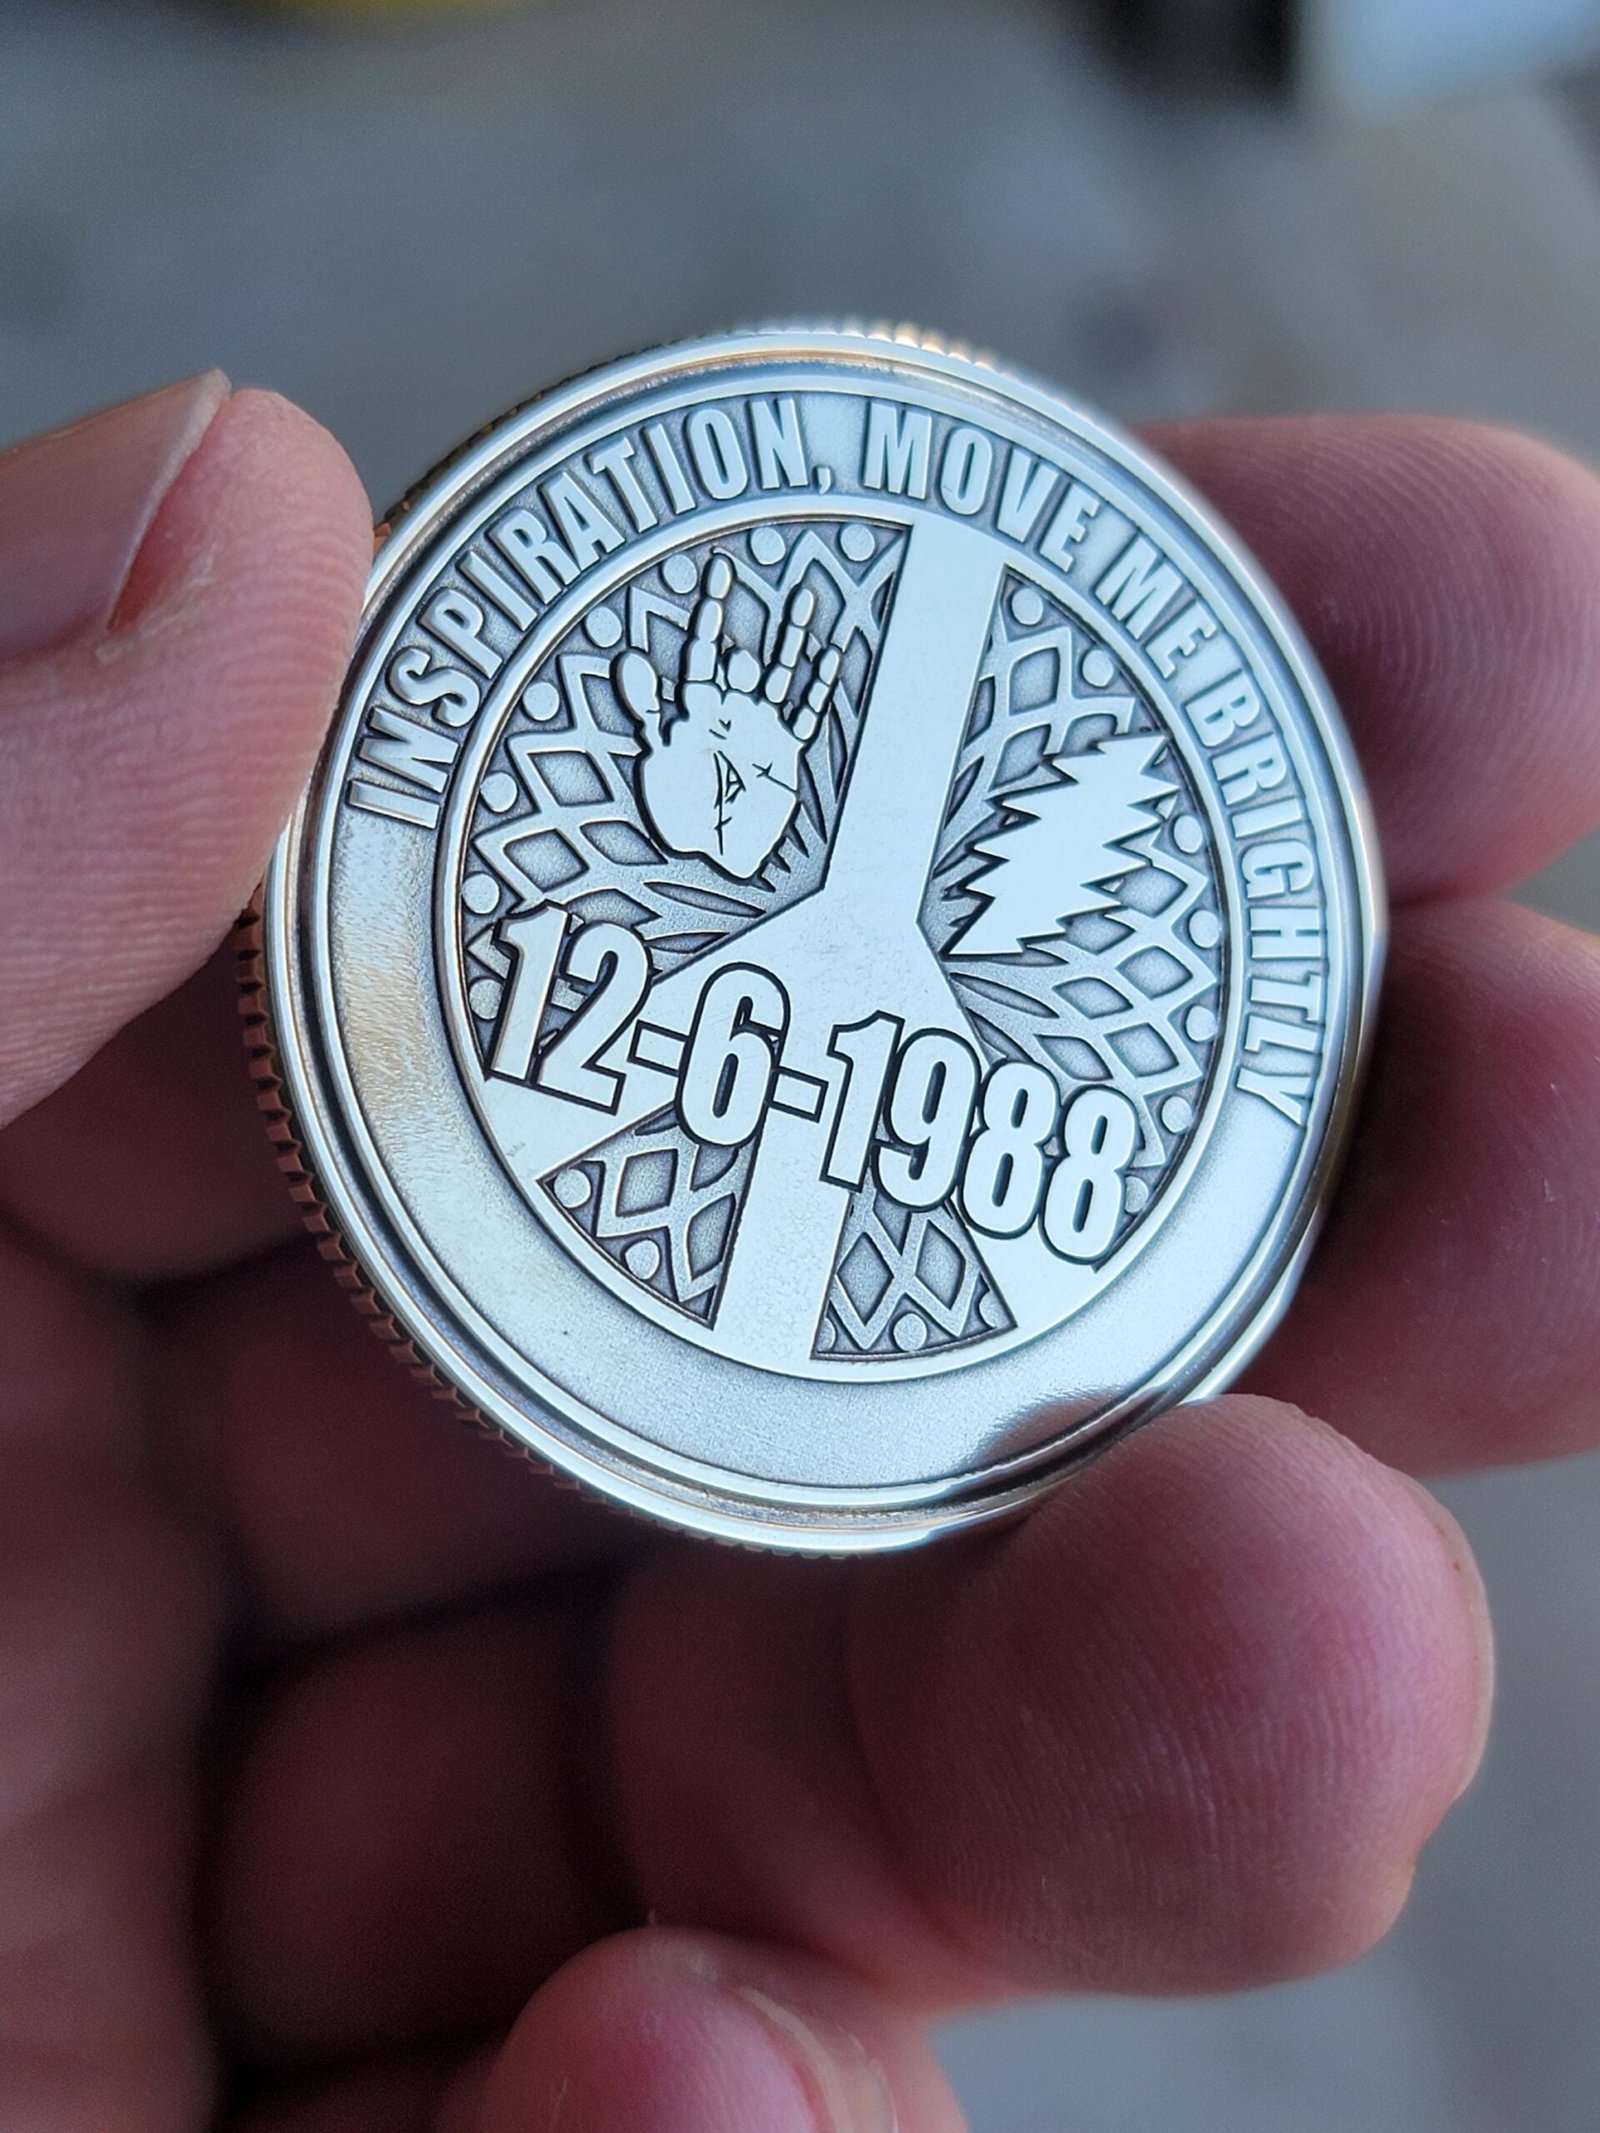 INSPIRATION, MOVE ME BRIGHTLY
12-6-1988